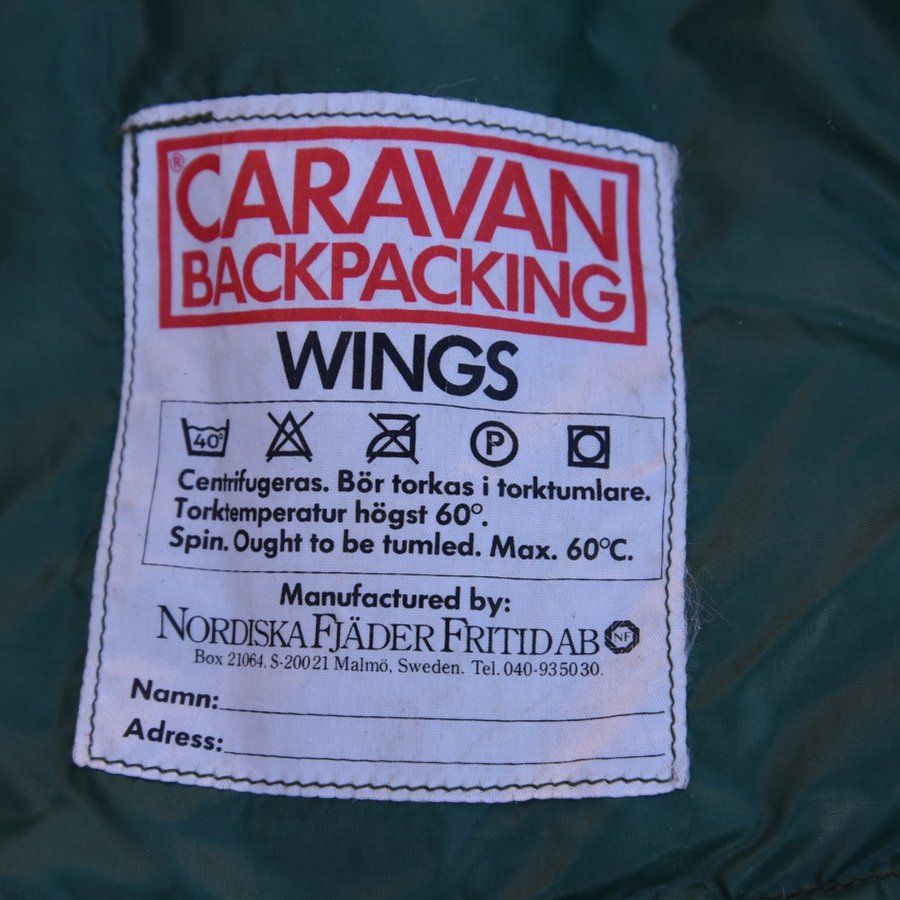 ® CARAVAN
BACKPACKING
WINGS
40° P
Centrifugeras. Bör torkas i torktumlare.
Torktemperatur högst 60°.
Spin. Ought to be tumled. Max. 60°C.
Manufactured by:
NORDISKA FJÄDER FRITID AB NF
Box 21064. S-200 21 Malmö, Sweden. Tel. 040-93 50 30.
Namn:
Adress: